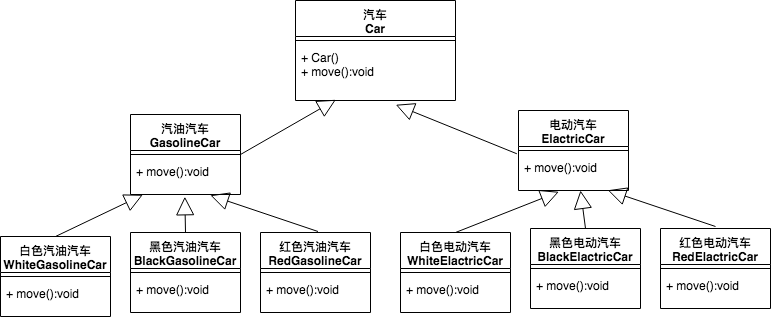 汽车
Car
+ Car()
+ move():void
汽油汽车
GasolineCar
+ move():void
电动汽车
ElactricCar
+ move():void
白色汽油汽车
WhiteGasolineCar
+ move():void
黑色汽油汽车
BlackGasolineCar
+ move():void
红色汽油汽车
RedGasolineCar
+ move():void
白色电动汽车
WhiteElectricCar
+ move():void
黑色电动汽车
BlackElectricCar
+ move():void
红色电动汽车
RedElectricCar
+ move():void